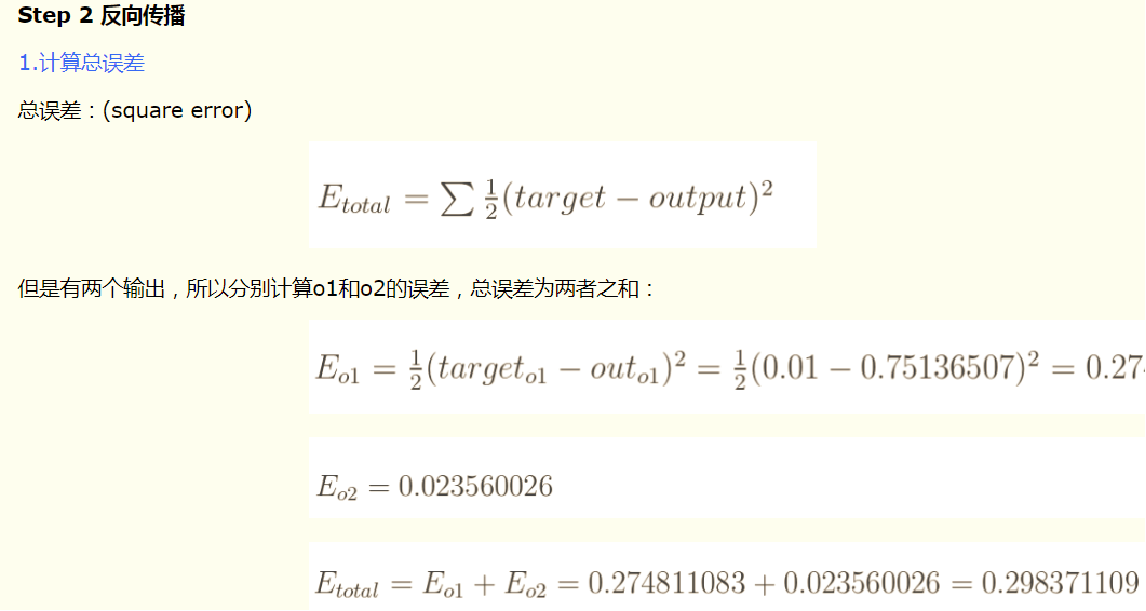 Step 2 反向传播
1.计算总误差
总误差：(square error)
E_{total} = \sum \frac{1}{2}(target - output)^2
但是有两个输出，所以分别计算o1和o2的误差，总误差为两者之和：
E_{o1} = \frac{1}{2}(target_{o1} - out_{o1})^2 = \frac{1}{2}(0.01 - 0.75136507)^2 = 0.27
E_{o2} = 0.023560026
E_{total} = E_{o1} + E_{o2} = 0.274811083 + 0.023560026 = 0.298371109